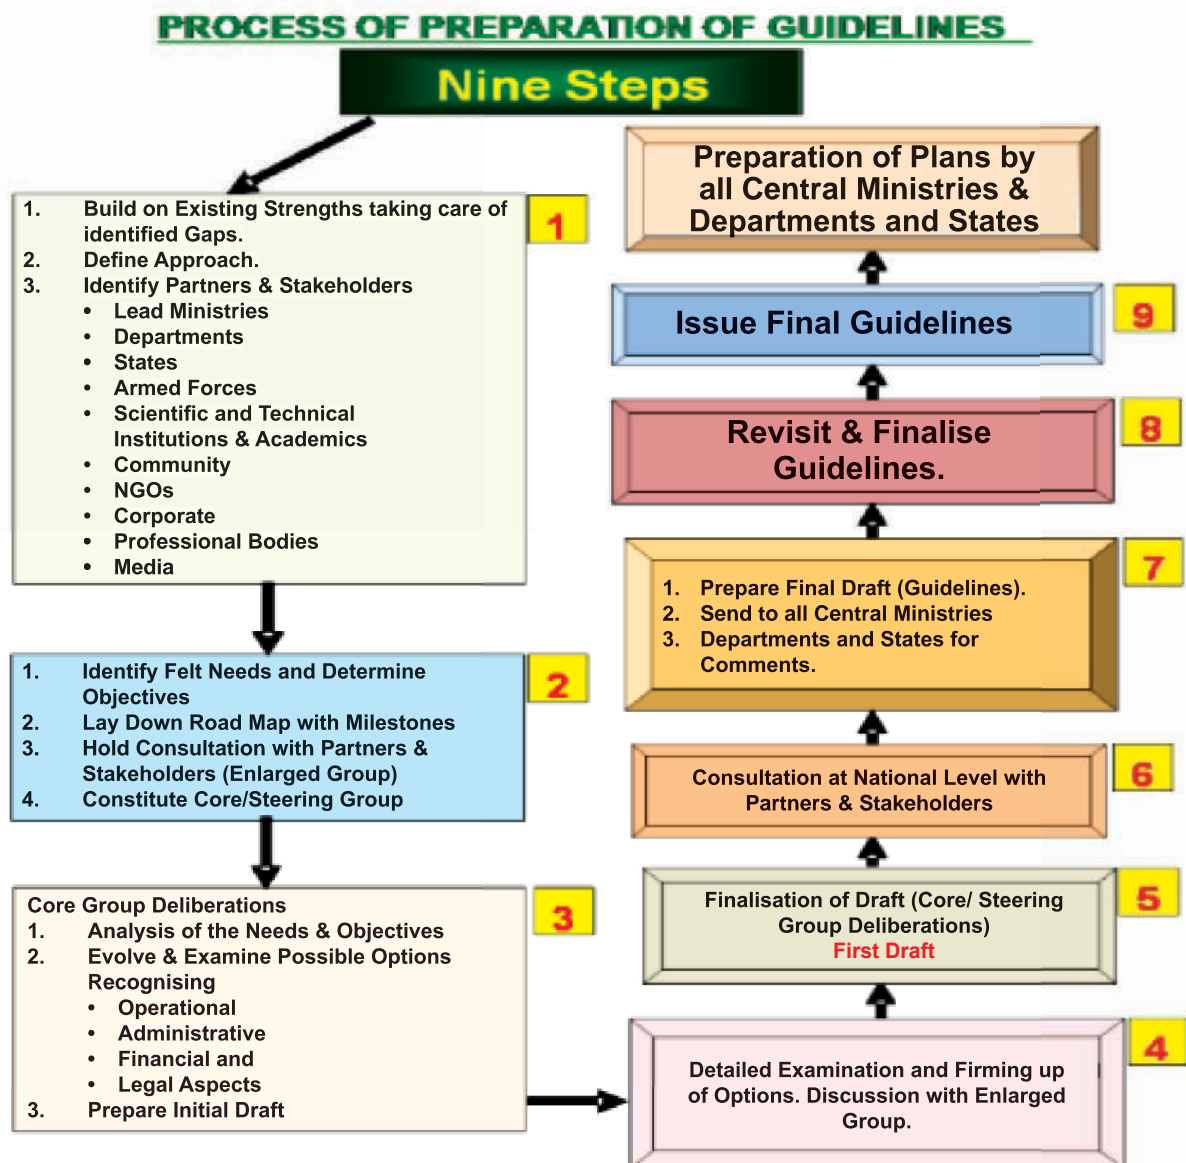 PROCESS OF PREPARATION OF GUIDELINES
Nine Steps
1. Build on Existing Strengths taking care of
identified Gaps.
2. Define Approach.
3. Identify Partners & Stakeholders
• Lead Ministries
• Departments
• States
• Armed Forces
• Scientific and Technical
Institutions & Academics
• Community
• NGOs
• Corporate
• Professional Bodies
• Media
1
1. Identify Felt Needs and Determine
Objectives
2. Lay Down Road Map with Milestones
3. Hold Consultation with Partners &
Stakeholders (Enlarged Group)
4. Constitute Core/Steering Group
2
Core Group Deliberations
1. Analysis of the Needs & Objectives
2. Evolve & Examine Possible Options
Recognising
• Operational
• Administrative
• Financial and
• Legal Aspects
3. Prepare Initial Draft
3
Detailed Examination and Firming up
of Options. Discussion with Enlarged
Group.
4
Finalisation of Draft (Core/ Steering
Group Deliberations)
First Draft
5
Consultation at National Level with
Partners & Stakeholders
6
1. Prepare Final Draft (Guidelines).
2. Send to all Central Ministries
3. Departments and States for
Comments.
7
Revisit & Finalise
Guidelines.
8
Issue Final Guidelines
9
Preparation of Plans by
all Central Ministries &
Departments and States